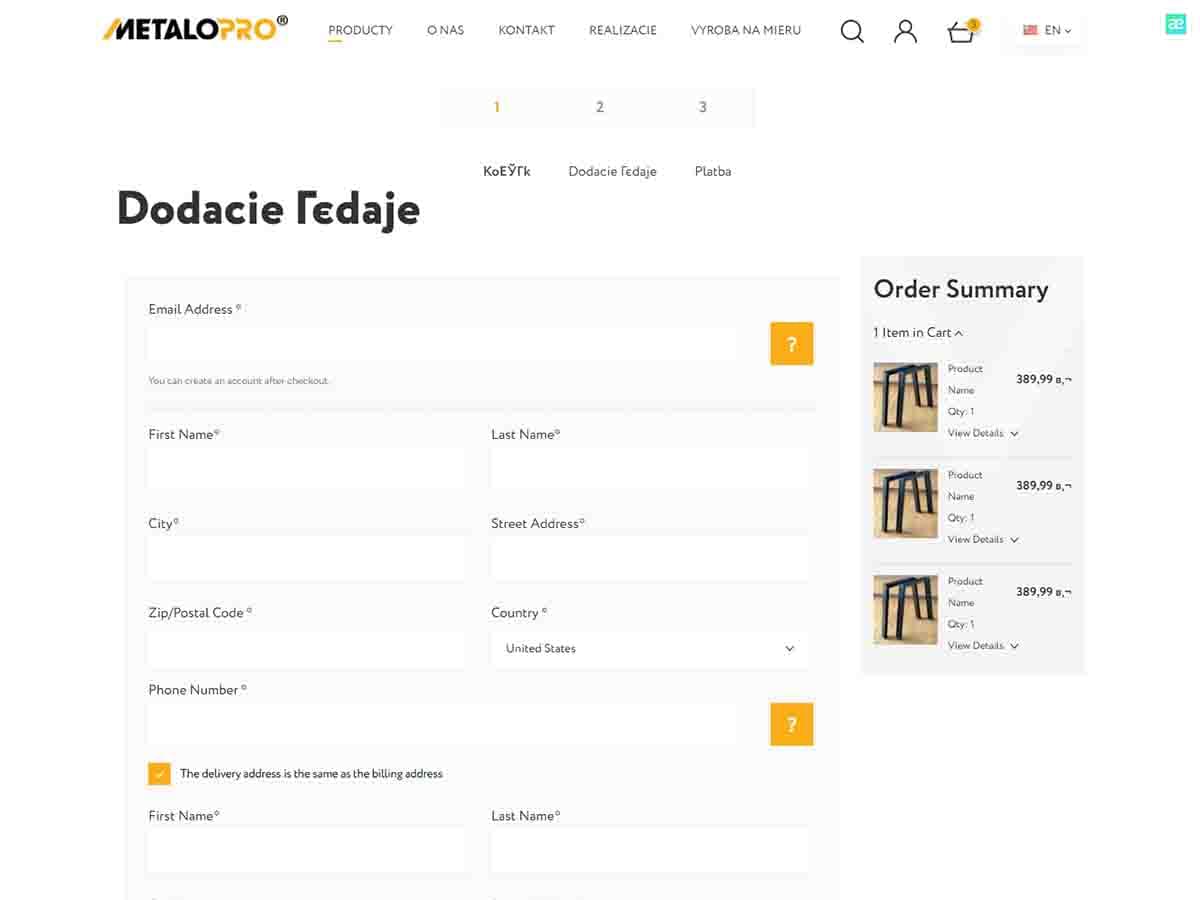 METALOPRO®
PRODUCTY O NAS KONTAKT REALIZACIE VYROBA NA MIERU 3 EN
æ
1 2 3
KoEЎГk Dodacie Гєdaje Platba
Dodacie Гєdaje
Order Summary
1 Item in Cart
Product
Name
389,99 в‚¬
Qty: 1
View Details
Product
Name
389,99 в‚¬
Qty: 1
View Details
Product
Name
389,99 в‚¬
Qty: 1
View Details
Email Address *
?
You can create an account after checkout.
First Name* Last Name*
City* Street Address*
Zip/Postal Code * Country *
United States
Phone Number *
?
The delivery address is the same as the billing address
First Name* Last Name*